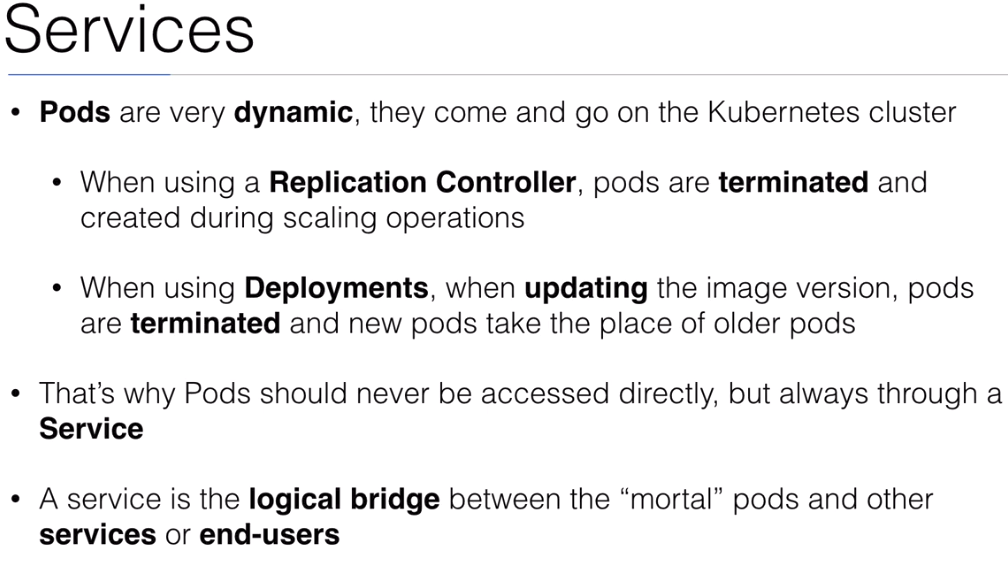 Services
• Pods are very dynamic, they come and go on the Kubernetes cluster
• When using a Replication Controller, pods are terminated and
created during scaling operations
• When using Deployments, when updating the image version, pods
are terminated and new pods take the place of older pods
• That’s why Pods should never be accessed directly, but always through a
Service
• A service is the logical bridge between the “mortal” pods and other
services or end-users